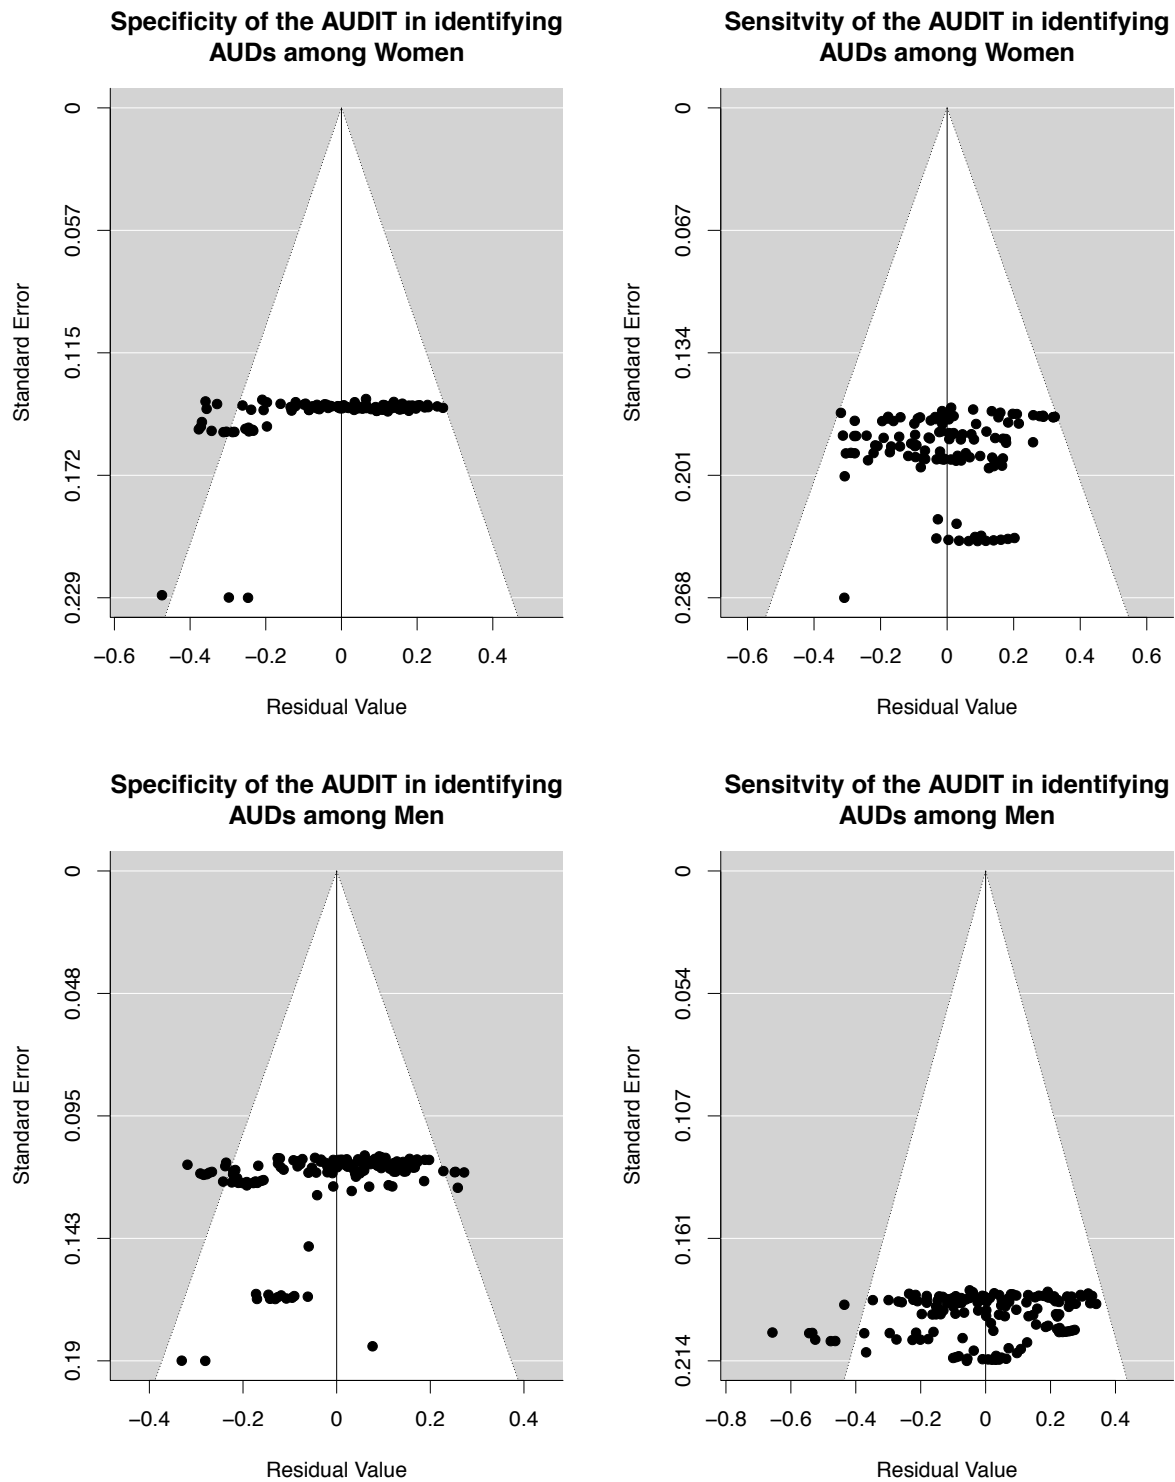 Specificity of the AUDIT in identifying
AUDs among Women
0
0.057
0.115
0.172
0.229
Standard Error
−0.6
−0.4
−0.2
0
0.2
0.4
Residual Value
Sensitvity of the AUDIT in identifying
AUDs among Women
0
0.067
0.134
0.201
0.268
Standard Error
−0.6
−0.4
−0.2
0
0.2
0.4
0.6
Residual Value
Specificity of the AUDIT in identifying
AUDs among Men
0
0.048
0.095
0.143
0.19
Standard Error
−0.4
−0.2
0
0.2
0.4
Residual Value
Sensitvity of the AUDIT in identifying
AUDs among Men
0
0.054
0.107
0.161
0.214
Standard Error
−0.8
−0.6
−0.4
−0.2
0
0.2
0.4
Residual Value